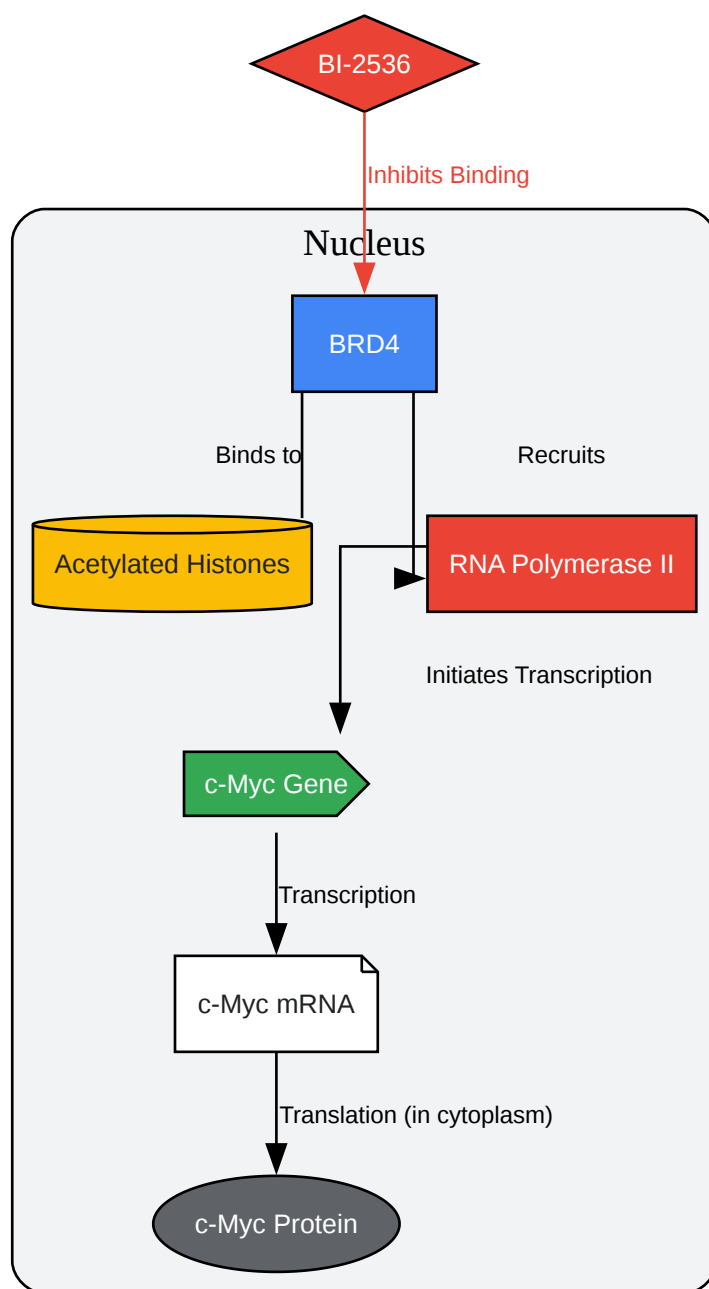 BI-2536
Inhibits Binding
Nucleus
BRD4
Binds to
Recruits
Acetylated Histones
RNA Polymerase II
Initiates Transcription
c-Myc Gene
Transcription
c-Myc mRNA
Translation (in cytoplasm)
c-Myc Protein